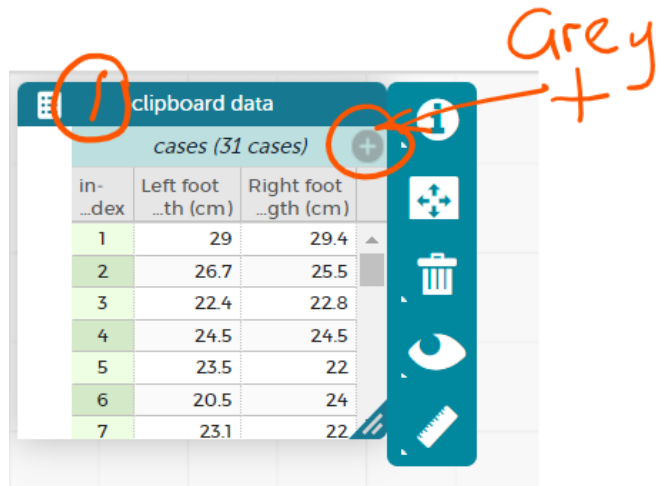 Grey
+
1
clipboard data
cases (31 cases)
in- Left foot Right foot
...dex ...th (cm) ...gth (cm)
1 29 29.4
2 26.7 25.5
3 22.4 22.8
4 24.5 24.5
5 23.5 22
6 20.5 24
7 23.1 22